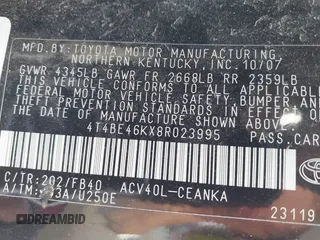 MFD.BY:TOYOTA MOTOR MANUFACTURING,
NORTHERN KENTUCKY,INC. 10/07
GVWR 4345LB GAWR FR 2668LB RR 2359LB
THIS VEHICLE CONFORMS TO ALL APPLICABLE
FEDERAL MOTOR VEHICLE SAFETY, BUMPER, AND
THEFT PREVENTION STANDARDS IN EFFECT ON
THE DATE OF MANUFACTURE SHOWN ABOVE.
4T4BE46KX8R023995 PASS.CAR
C/TR:202/FB40 ACV40L-CEANKA
A/TM: /U250E
23119
TOYOTA
DREAMBID